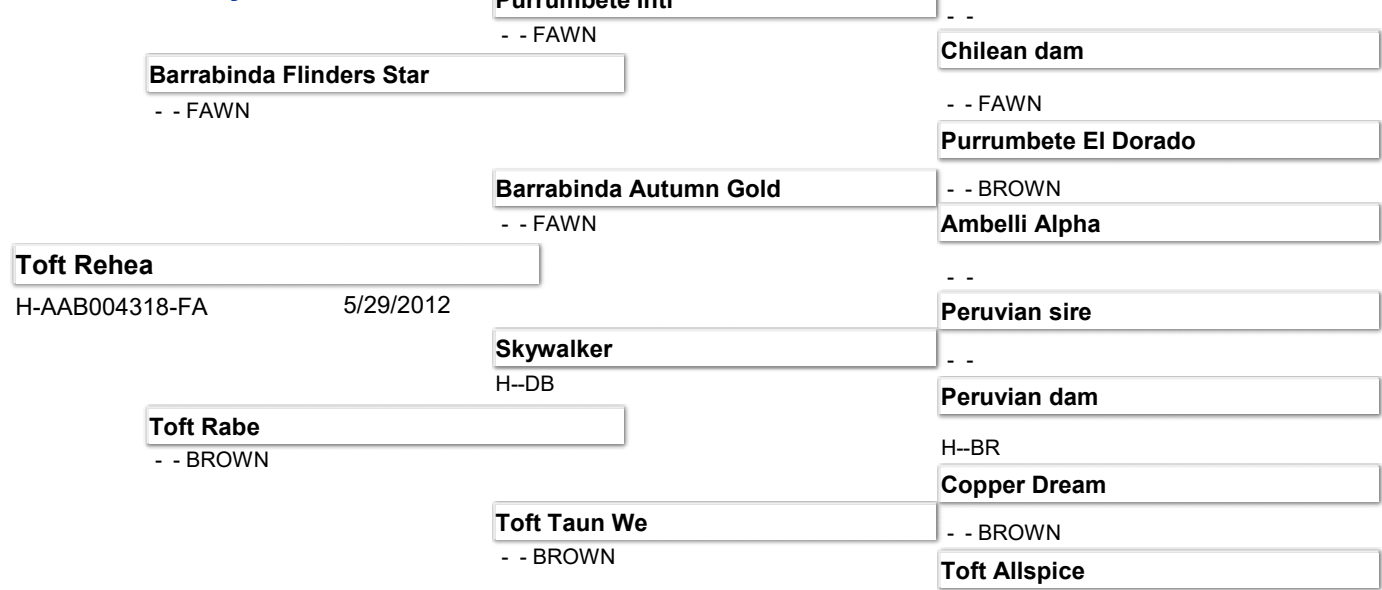 Purrumbete Inti
- -
- - FAWN
Chilean dam
Barrabinda Flinders Star
- - FAWN
- - FAWN
Purrumbete El Dorado
Barrabinda Autumn Gold
- - BROWN
- - FAWN
Ambelli Alpha
Toft Rehea
- -
H-AAB004318-FA 5/29/2012
Peruvian sire
Skywalker
- -
H--DB
Peruvian dam
Toft Rabe
H--BR
- - BROWN
Copper Dream
Toft Taun We
- - BROWN
- - BROWN
Toft Allspice